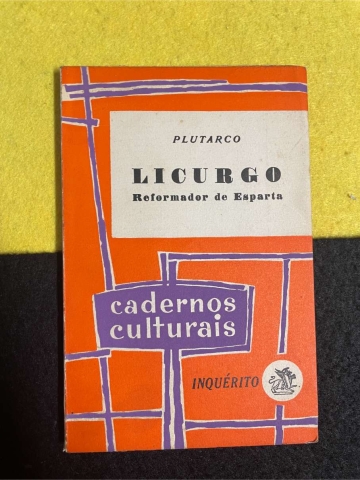 PLUTARCO
LICURGO
Reformador de Esparta
cadernos
culturais
INQUÉRITO